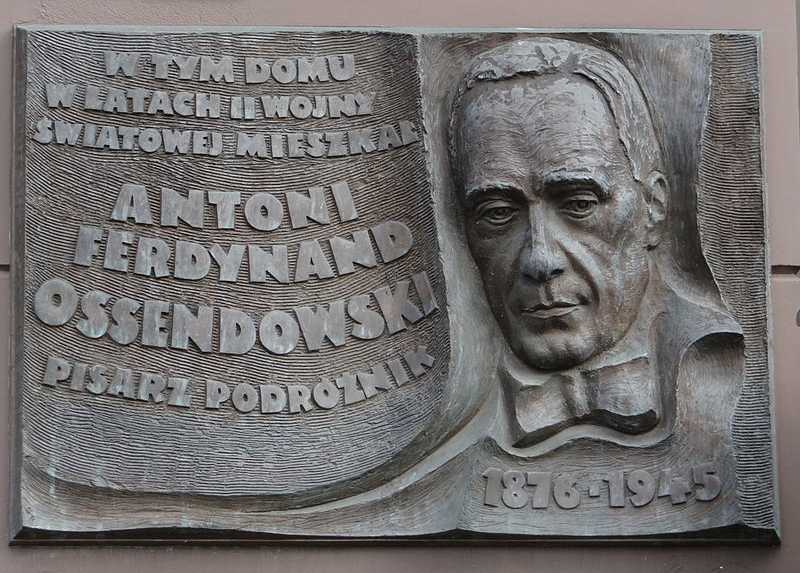 W TYM DOMU
W LATACH II WOJNY
ŚWIATOWEJ MIESZKAŁ
ANTONI
FERDYNAND
OSSENDOWSKI
PISARZ PODRÓŻNIK
1876-1945